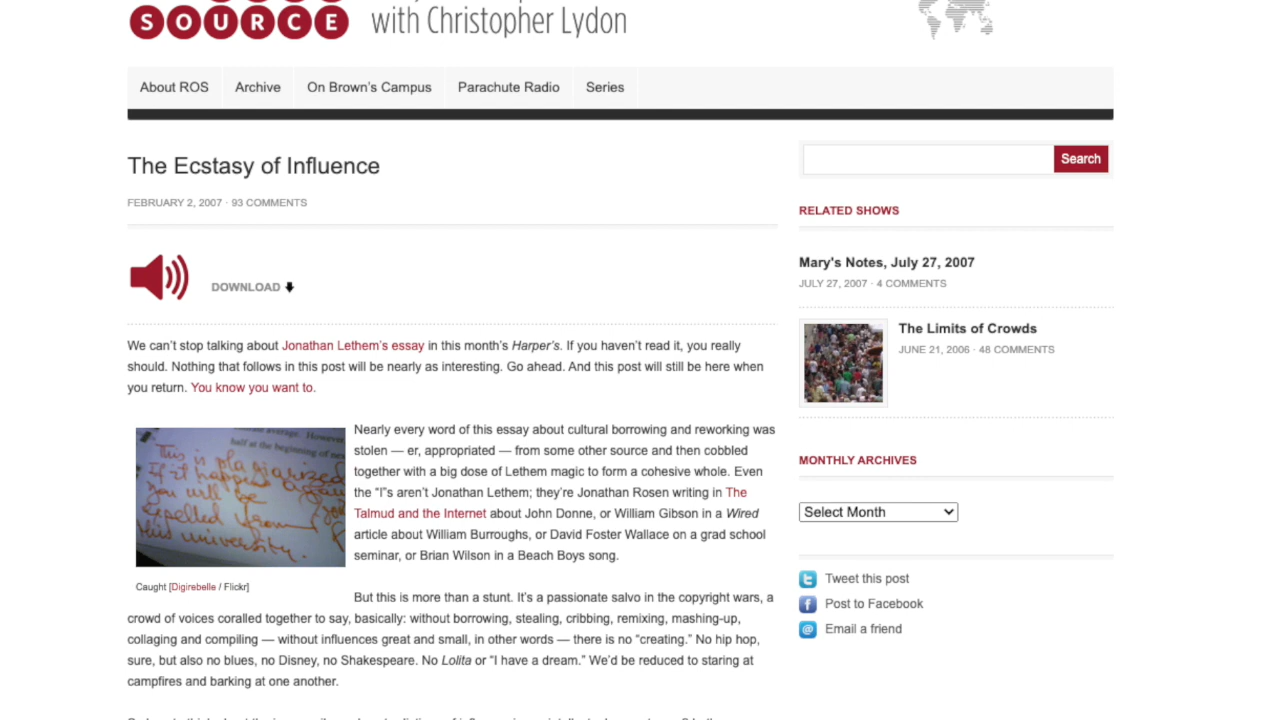 SOURCE
with Christopher Lydon
About ROS
Archive
On Brown's Campus
Parachute Radio
Series
The Ecstasy of Influence
FEBRUARY 2, 2007 · 93 COMMENTS
DOWNLOAD
We can't stop talking about Jonathan Lethem's essay in this month's Harper's. If you haven't read it, you really
should. Nothing that follows in this post will be nearly as interesting. Go ahead. And this post will still be here when
you return. You know you want to.
This is plagiarized
If it happens again
you will be
expelled from
this university.
half at the beginning of
Caught [Digirebelle / Flickr]
Nearly every word of this essay about cultural borrowing and reworking was
stolen — er, appropriated — from some other source and then cobbled
together with a big dose of Lethem magic to form a cohesive whole. Even
the “I”s aren't Jonathan Lethem; they're Jonathan Rosen writing in The
Talmud and the Internet about John Donne, or William Gibson in a Wired
article about William Burroughs, or David Foster Wallace on a grad school
seminar, or Brian Wilson in a Beach Boys song.
But this is more than a stunt. It's a passionate salvo in the copyright wars, a
crowd of voices coralled together to say, basically: without borrowing, stealing, cribbing, remixing, mashing-up,
collaging and compiling — without influences great and small, in other words — there is no “creating.” No hip hop,
sure, but also no blues, no Disney, no Shakespeare. No Lolita or “I have a dream.” We'd be reduced to staring at
campfires and barking at one another.
Search
RELATED SHOWS
Mary's Notes, July 27, 2007
JULY 27, 2007 · 4 COMMENTS
The Limits of Crowds
JUNE 21, 2006 · 48 COMMENTS
MONTHLY ARCHIVES
Select Month
Tweet this post
Post to Facebook
Email a friend